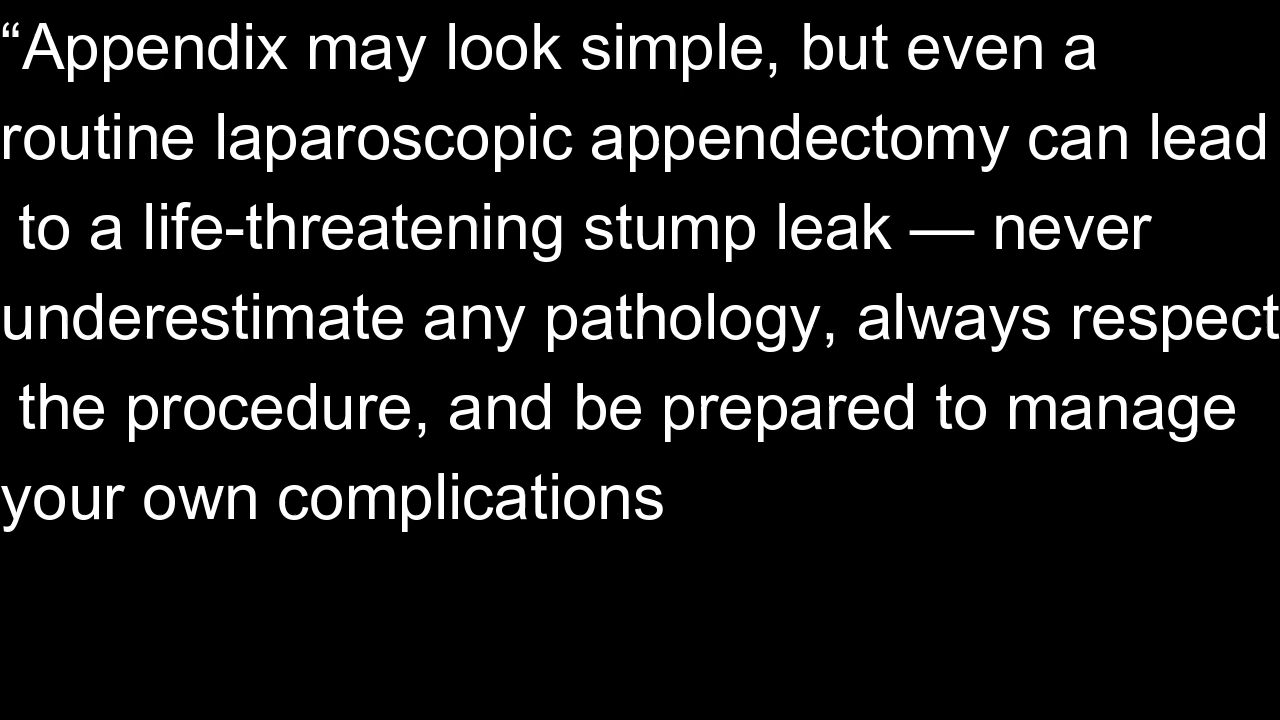 “Appendix may look simple, but even a
routine laparoscopic appendectomy can lead
to a life-threatening stump leak — never
underestimate any pathology, always respect
the procedure, and be prepared to manage
your own complications